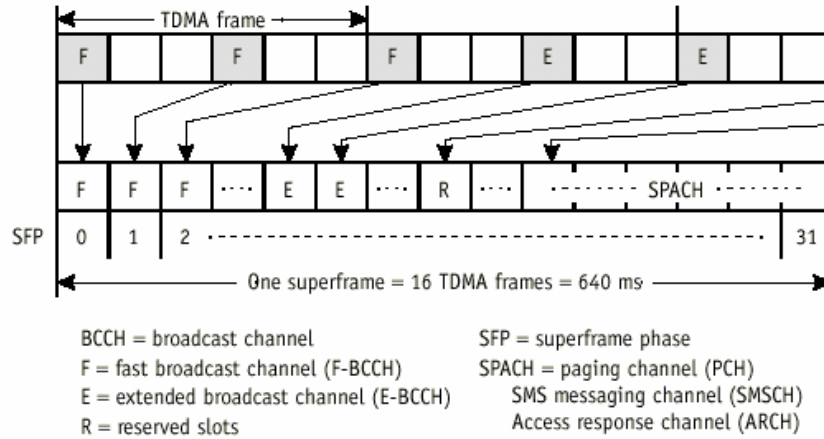 TDMA frame
F F F E E
F F F ···· E E ···· R ···· SPACH
SFP 0 1 2 31
One superframe = 16 TDMA frames = 640 ms
BCCH = broadcast channel
F = fast broadcast channel (F-BCCH)
E = extended broadcast channel (E-BCCH)
R = reserved slots
SFP = superframe phase
SPACH = paging channel (PCH)
SMS messaging channel (SMSCH)
Access response channel (ARCH)